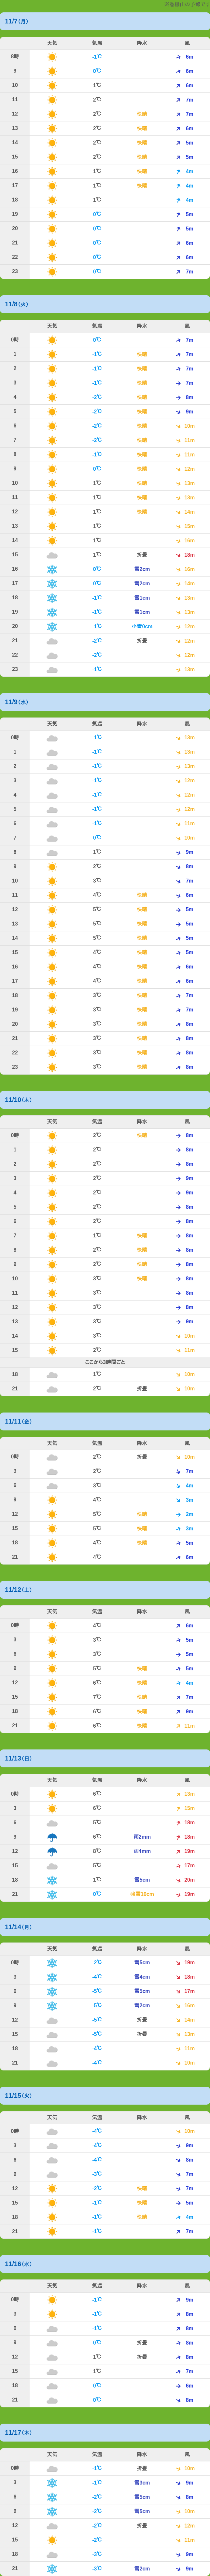 山の予報です
11/7(月)
天気 気温 降水 風
8時 -1℃ 6m
9 0℃ 6m
10 1℃ 6m
11 2℃ 7m
12 2℃ 快晴 7m
13 2℃ 快晴 6m
14 2℃ 快晴 5m
15 2℃ 快晴 5m
16 1℃ 快晴 4m
17 1℃ 快晴 4m
18 1℃ 4m
19 0℃ 5m
20 0℃ 5m
21 0℃ 6m
22 0℃ 6m
23 0℃ 7m
11/8(火)
天気 気温 降水 風
0時 0℃ 7m
1 -1℃ 快晴 7m
2 -1℃ 快晴 7m
3 -1℃ 快晴 7m
4 -2℃ 快晴 8m
5 -2℃ 快晴 9m
6 -2℃ 快晴 10m
7 -2℃ 快晴 11m
8 -1℃ 快晴 11m
9 0℃ 快晴 12m
10 1℃ 快晴 13m
11 1℃ 快晴 13m
12 1℃ 快晴 14m
13 1℃ 15m
14 1℃ 16m
15 1℃ 折畳 18m
16 0℃ 雪2cm 16m
17 0℃ 雪2cm 14m
18 -1℃ 雪1cm 13m
19 -1℃ 雪1cm 13m
20 -1℃ 小雪0cm 12m
21 -2℃ 折畳 12m
22 -2℃ 12m
23 -1℃ 13m
11/9(水)
天気 気温 降水 風
0時 -1℃ 13m
1 -1℃ 13m
2 -1℃ 13m
3 -1℃ 12m
4 -1℃ 12m
5 -1℃ 12m
6 -1℃ 11m
7 0℃ 10m
8 1℃ 9m
9 2℃ 8m
10 3℃ 7m
11 4℃ 快晴 6m
12 5℃ 快晴 5m
13 5℃ 快晴 5m
14 5℃ 快晴 5m
15 4℃ 快晴 5m
16 4℃ 快晴 6m
17 4℃ 快晴 6m
18 3℃ 快晴 7m
19 3℃ 快晴 7m
20 3℃ 快晴 8m
21 3℃ 快晴 8m
22 3℃ 快晴 8m
23 3℃ 快晴 8m
11/10(木)
天気 気温 降水 風
0時 2℃ 快晴 8m
1 2℃ 8m
2 2℃ 8m
3 2℃ 9m
4 2℃ 9m
5 2℃ 8m
6 2℃ 8m
7 1℃ 快晴 8m
8 2℃ 快晴 8m
9 2℃ 快晴 8m
10 3℃ 快晴 8m
11 3℃ 8m
12 3℃ 9m
13 3℃ 9m
14 3℃ 10m
15 2℃ 11m
ここから3時間ごと
18 1℃ 10m
21 2℃ 折畳 10m
11/11(金)
天気 気温 降水 風
0時 2℃ 折畳 10m
3 2℃ 7m
6 3℃ 4m
9 4℃ 3m
12 5℃ 快晴 2m
15 5℃ 快晴 3m
18 4℃ 快晴 5m
21 4℃ 6m
11/12(土)
天気 気温 降水 風
0時 4℃ 6m
3 3℃ 5m
6 3℃ 5m
9 5℃ 快晴 5m
12 6℃ 快晴 4m
15 7℃ 快晴 7m
18 6℃ 快晴 9m
21 6℃ 快晴 11m
11/13(日)
天気 気温 降水 風
0時 6℃ 13m
3 6℃ 15m
6 5℃ 18m
9 6℃ 雨2mm 18m
12 8℃ 雨4mm 19m
15 5℃ 17m
18 1℃ 雪5cm 20m
21 0℃ 強雪10cm 19m
11/14(月)
天気 気温 降水 風
0時 -2℃ 雪5cm 19m
3 -4℃ 雪4cm 18m
6 -5℃ 雪5cm 17m
9 -5℃ 雪2cm 16m
12 -5℃ 折畳 14m
15 -5℃ 折畳 13m
18 -4℃ 11m
21 -4℃ 10m
11/15(火)
天気 気温 降水 風
0時 -4℃ 10m
3 -4℃ 9m
6 -4℃ 8m
9 -3℃ 7m
12 -2℃ 快晴 7m
15 -1℃ 快晴 5m
18 -1℃ 快晴 4m
21 -1℃ 7m
11/16(水)
天気 気温 降水 風
0時 -1℃ 9m
3 -1℃ 8m
6 -1℃ 8m
9 0℃ 折畳 8m
12 1℃ 折畳 8m
15 1℃ 7m
18 0℃ 6m
21 0℃ 8m
11/17(木)
天気 気温 降水 風
0時 -1℃ 折畳 10m
3 -1℃ 雪3cm 9m
6 -2℃ 雪5cm 8m
9 -2℃ 雪5cm 10m
12 -2℃ 折畳 12m
15 -2℃ 11m
18 -3℃ 9m
21 -3℃ 雪2cm 9m